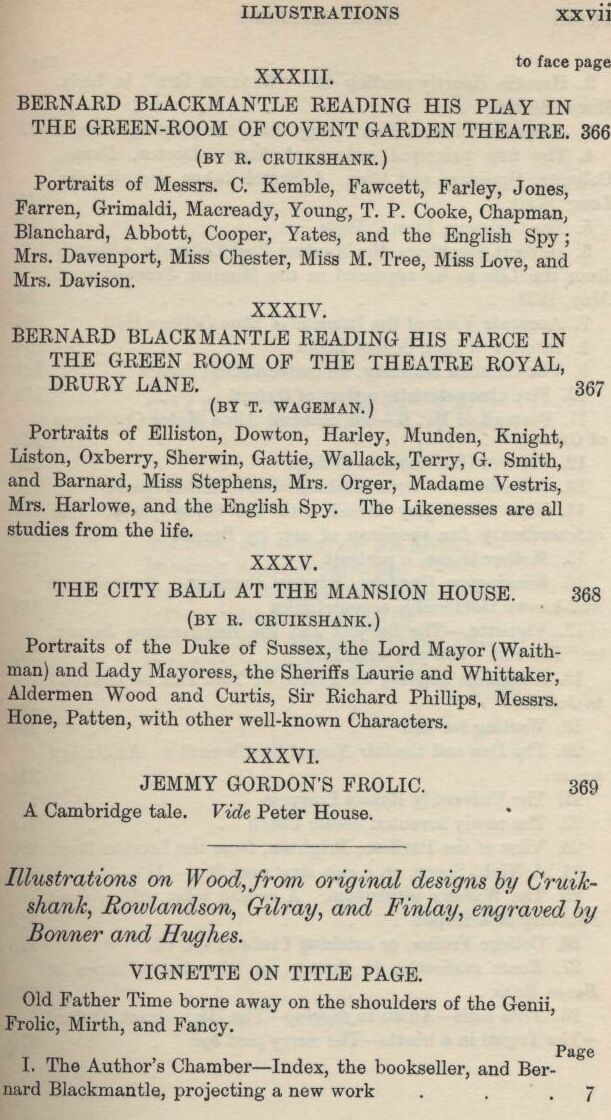 ILLUSTRATIONS xxvii
to face page
XXXIII.
BERNARD BLACKMANTLE READING HIS PLAY IN
THE GREEN-ROOM OF COVENT GARDEN THEATRE. 366
(BY R. CRUIKSHANK.)
Portraits of Messrs. C. Kemble, Fawcett, Farley, Jones,
Farren, Grimaldi, Macready, Young, T. P. Cooke, Chapman,
Blanchard, Abbott, Cooper, Yates, and the English Spy;
Mrs. Davenport, Miss Chester, Miss M. Tree, Miss Love, and
Mrs. Davison.
XXXIV.
BERNARD BLACKMANTLE READING HIS FARCE IN
THE GREEN ROOM OF THE THEATRE ROYAL,
DRURY LANE. 367
(BY T. WAGEMAN.)
Portraits of Elliston, Dowton, Harley, Munden, Knight,
Liston, Oxberry, Sherwin, Gattie, Wallack, Terry, G. Smith,
and Barnard, Miss Stephens, Mrs. Orger, Madame Vestris,
Mrs. Harlowe, and the English Spy. The Likenesses are all
studies from the life.
XXXV.
THE CITY BALL AT THE MANSION HOUSE. 368
(BY R. CRUIKSHANK.)
Portraits of the Duke of Sussex, the Lord Mayor (Waith-
man) and Lady Mayoress, the Sheriffs Laurie and Whittaker,
Aldermen Wood and Curtis, Sir Richard Phillips, Messrs.
Hone, Patten, with other well-known Characters.
XXXVI.
JEMMY GORDON'S FROLIC. 369
A Cambridge tale. Vide Peter House.
Illustrations on Wood, from original designs by Cruik-
shank, Rowlandson, Gilray, and Finlay, engraved by
Bonner and Hughes.
VIGNETTE ON TITLE PAGE.
Old Father Time borne away on the shoulders of the Genii,
Frolic, Mirth, and Fancy.
Page
I. The Author's Chamber—Index, the bookseller, and Ber-
nard Blackmantle, projecting a new work . . . 7